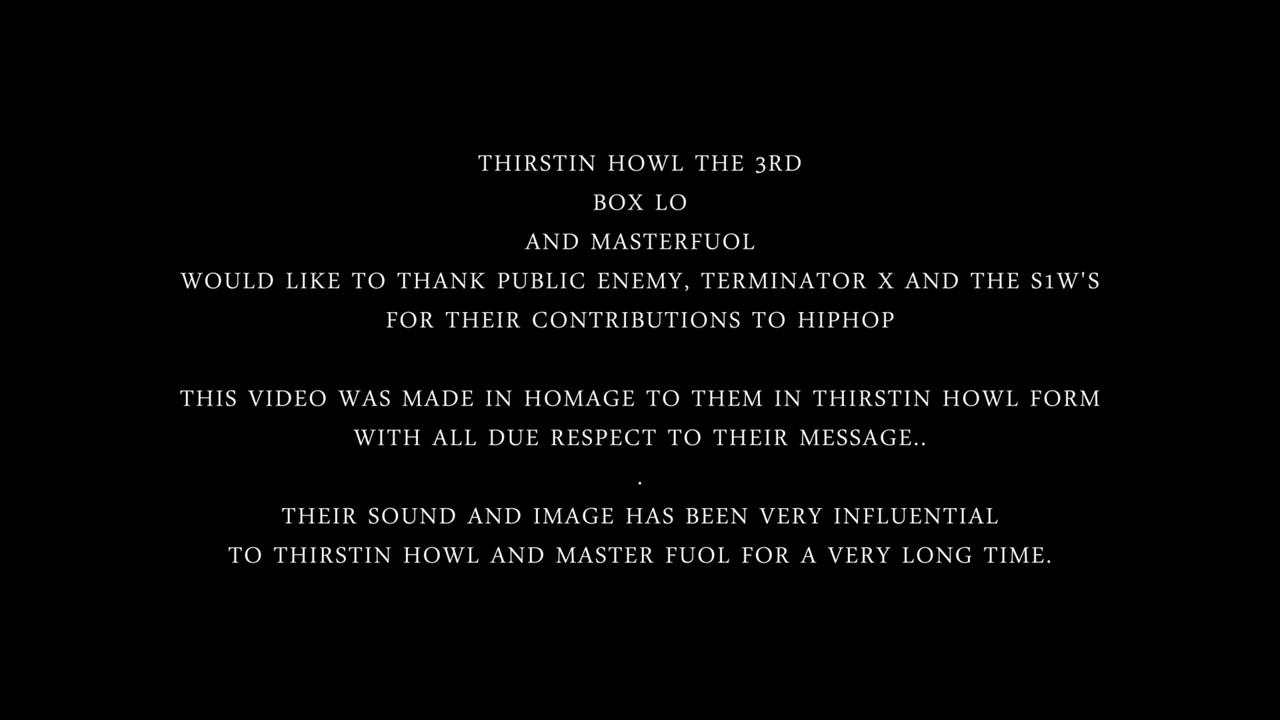 THIRSTIN HOWL THE 3RD
BOX LO
AND MASTERFUOL
WOULD LIKE TO THANK PUBLIC ENEMY, TERMINATOR X AND THE S1W'S
FOR THEIR CONTRIBUTIONS TO HIPHOP
THIS VIDEO WAS MADE IN HOMAGE TO THEM IN THIRSTIN HOWL FORM
WITH ALL DUE RESPECT TO THEIR MESSAGE..
.
THEIR SOUND AND IMAGE HAS BEEN VERY INFLUENTIAL
TO THIRSTIN HOWL AND MASTER FUOL FOR A VERY LONG TIME.